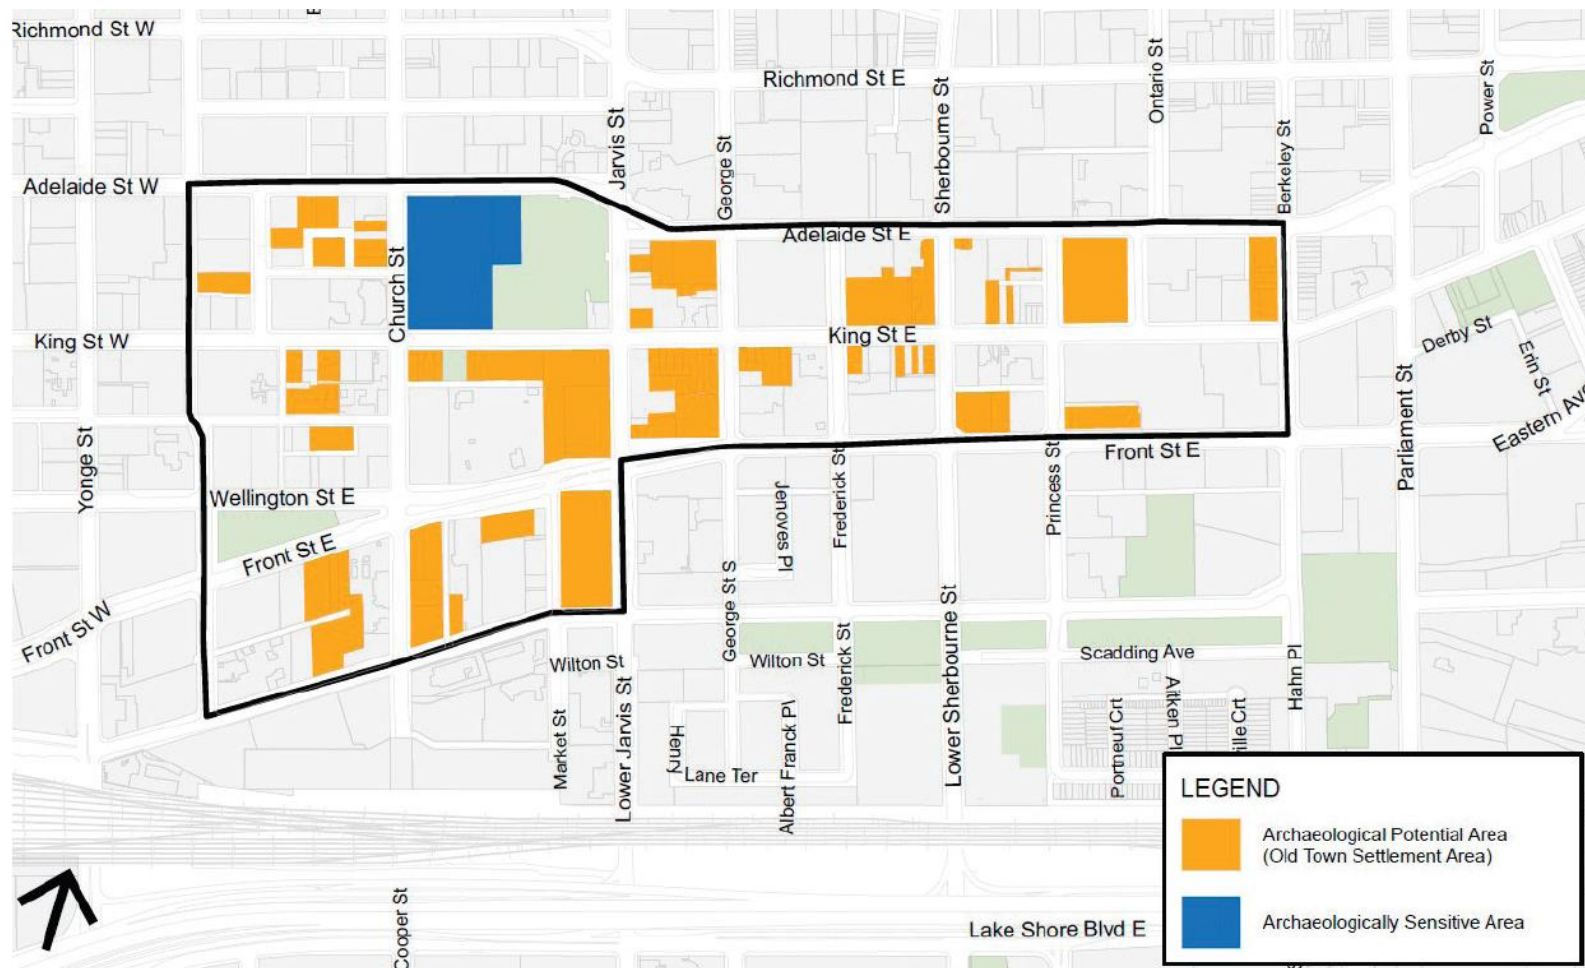 Richmond St W
Richmond St E
Jarvis St
George St
Sherbourne St
Ontario St
Berkeley St
Power St
Adelaide St W
Adelaide St E
Church St
King St W
King St E
Derby St
Erin St
Parliament St
Eastern Ave
Yonge St
Wellington St E
Front St E
Front St E
Front St W
Jenoves Pl
Frederick St
Princess St
George St S
Wilton St
Wilton St
Frederick St
Lower Sherbourne St
Scadding Ave
Hahn Pl
Market St
Lower Jarvis St
Henry
Lane Ter
Albert Franck Pl
Portneuf Crt
Aitken Pl
ville Crt
Cooper St
Lake Shore Blvd E
LEGEND
Archaeological Potential Area
(Old Town Settlement Area)
Archaeologically Sensitive Area